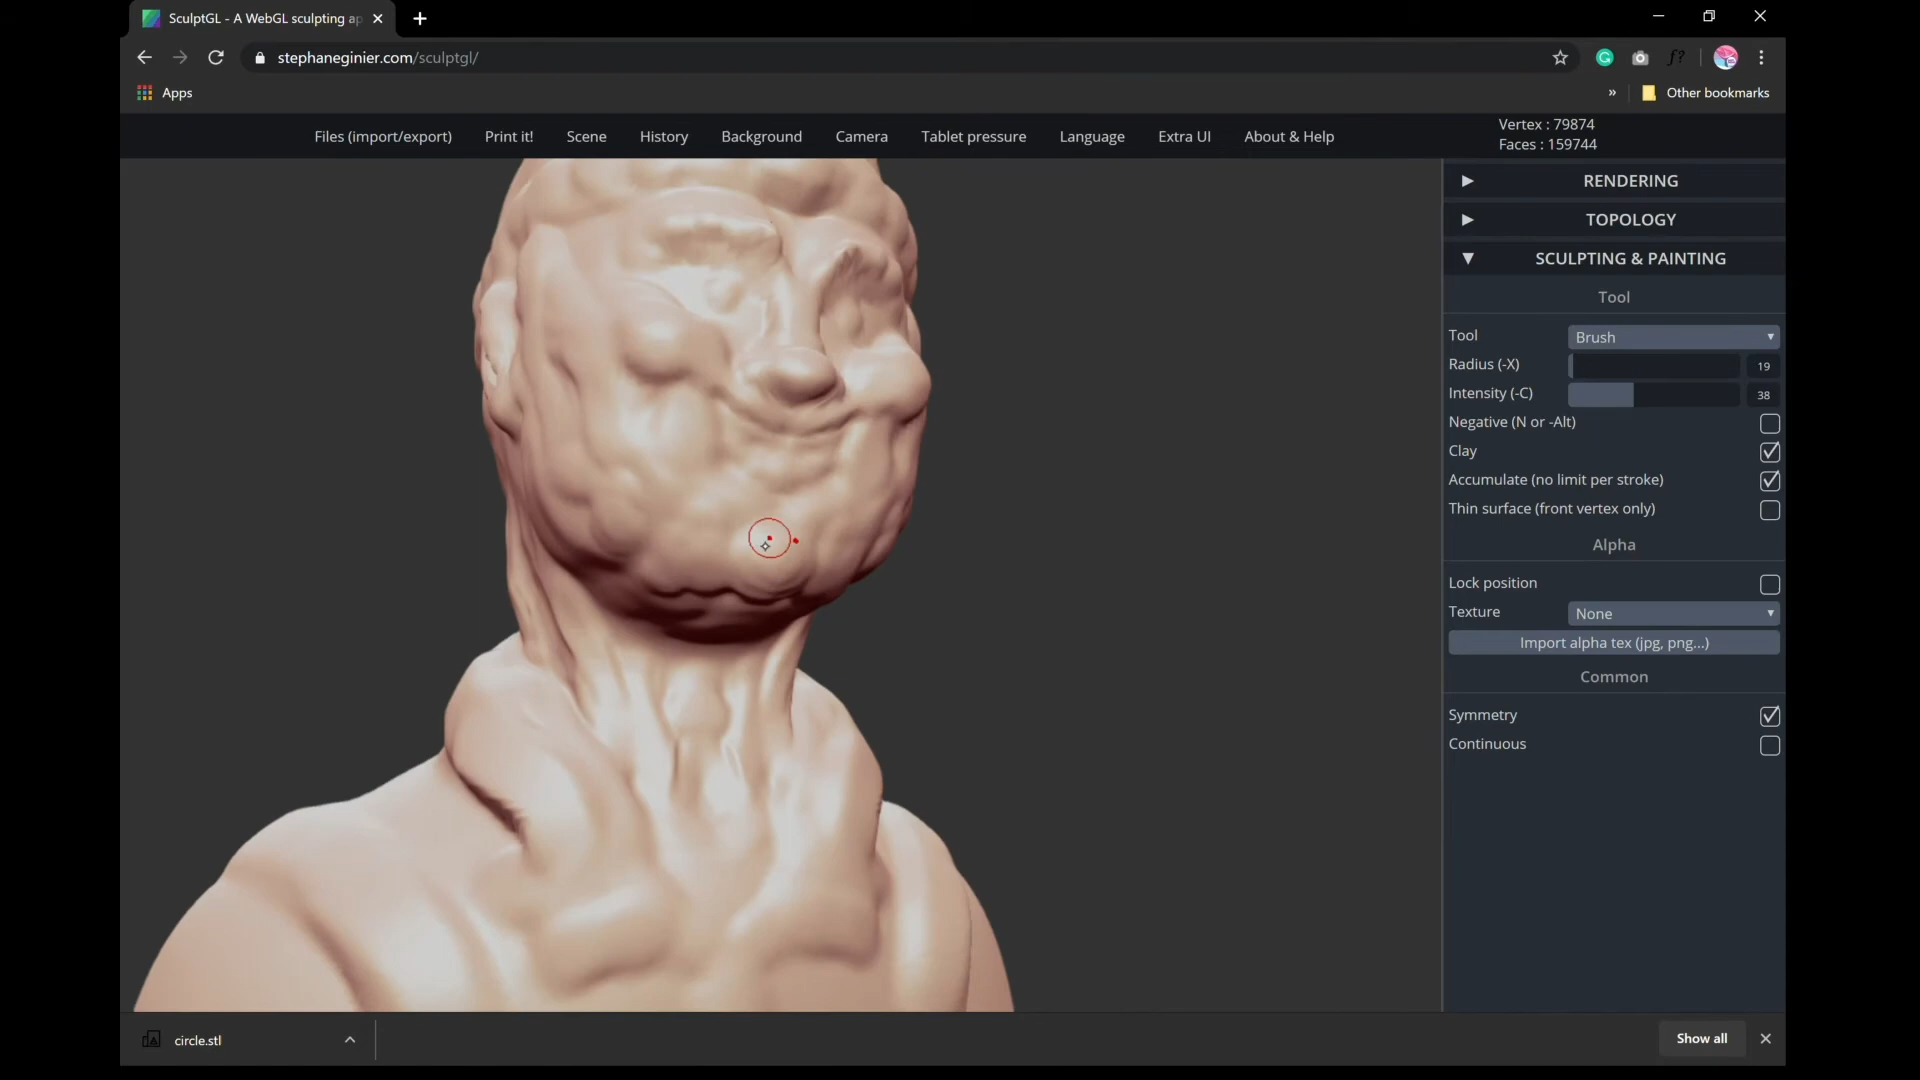 SculptGL - A WebGL sculpting ap
stephaneginier.com/sculptgl/
f?
Apps
»
Other bookmarks
Files (import/export)
Print it!
Scene
History
Background
Camera
Tablet pressure
Language
Extra UI
About & Help
Vertex : 79874
Faces : 159744
RENDERING
TOPOLOGY
SCULPTING & PAINTING
Tool
Tool
Brush
Radius (-X)
19
Intensity (-C)
38
Negative (N or -Alt)
Clay
Accumulate (no limit per stroke)
Thin surface (front vertex only)
Alpha
Lock position
Texture
None
Import alpha tex (jpg, png...)
Common
Symmetry
Continuous
circle.stl
Show all